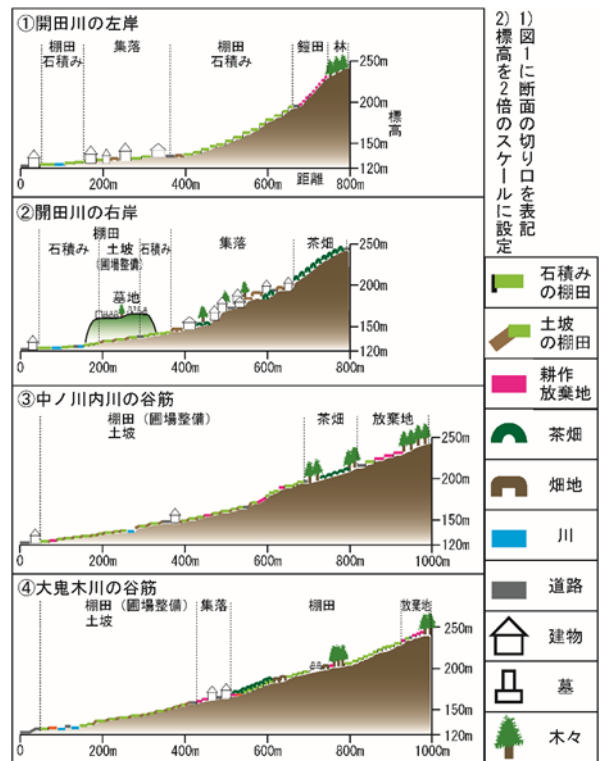 ①開田川の左岸
棚田
石積み
集落
棚田
石積み
鎧田
林
250m
200m
150m
120m
標高
0
200m
400m
600m
距離
800m
②開田川の右岸
棚田
石積み
土坡
(圃場整備)
石積み
墓地
集落
茶畑
250m
200m
150m
120m
0
200m
400m
600m
800m
③中ノ川内川の谷筋
棚田（圃場整備）
土坡
茶畑
放棄地
250m
200m
150m
120m
0
200m
400m
600m
800m
1000m
④大鬼木川の谷筋
棚田（圃場整備）
土坡
集落
棚田
放棄地
250m
200m
150m
120m
0
200m
400m
600m
800m
1000m
1)図1に断面の切り口を表記
2)標高を2倍のスケールに設定
石積み
の棚田
土坡
の棚田
耕作
放棄地
茶畑
畑地
川
道路
建物
墓
木々